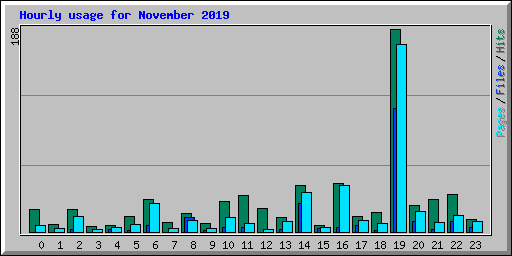 Hourly usage for November 2019
188
Pages/Files/Hits
0 1 2 3 4 5 6 7 8 9 10 11 12 13 14 15 16 17 18 19 20 21 22 23